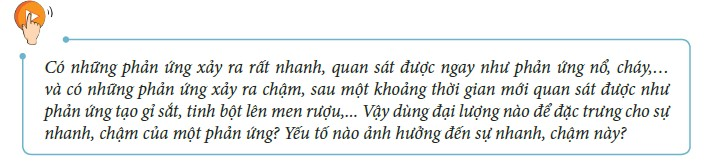 Có những phản ứng xảy ra rất nhanh, quan sát được ngay như phản ứng nổ, cháy,…
và có những phản ứng xảy ra chậm, sau một khoảng thời gian mới quan sát được như
phản ứng tạo gỉ sắt, tinh bột lên men rượu,... Vậy dùng đại lượng nào để đặc trưng cho sự
nhanh, chậm của một phản ứng? Yếu tố nào ảnh hưởng đến sự nhanh, chậm này?